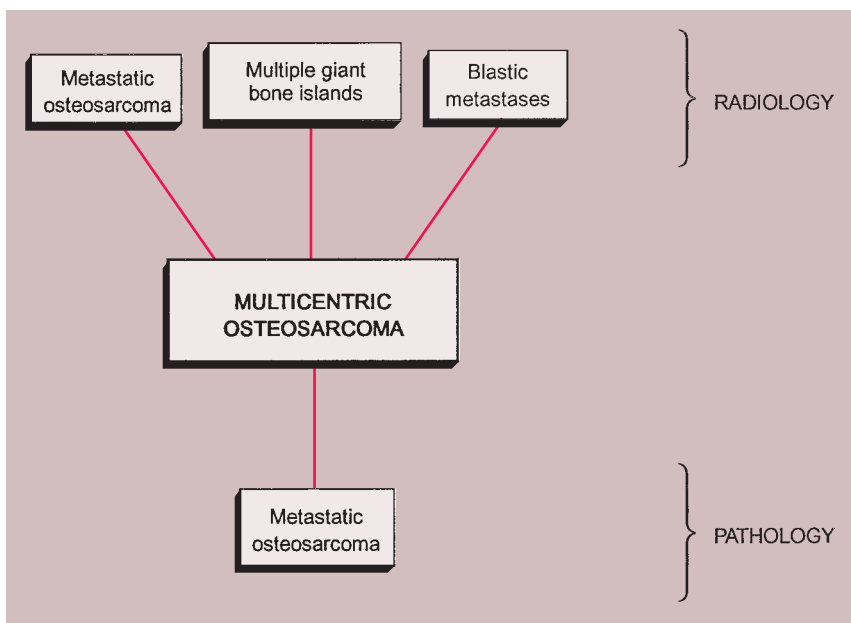 Metastatic
osteosarcoma
Multiple giant
bone islands
Blastic
metastases
RADIOLOGY
MULTICENTRIC
OSTEOSARCOMA
Metastatic
osteosarcoma
PATHOLOGY